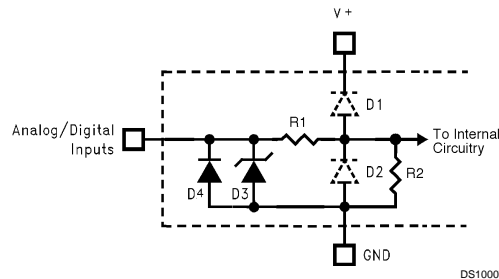 V+
D1
R1
Analog/Digital
Inputs
To Internal
Circuitry
D2
R2
D4
D3
GND
DS1000